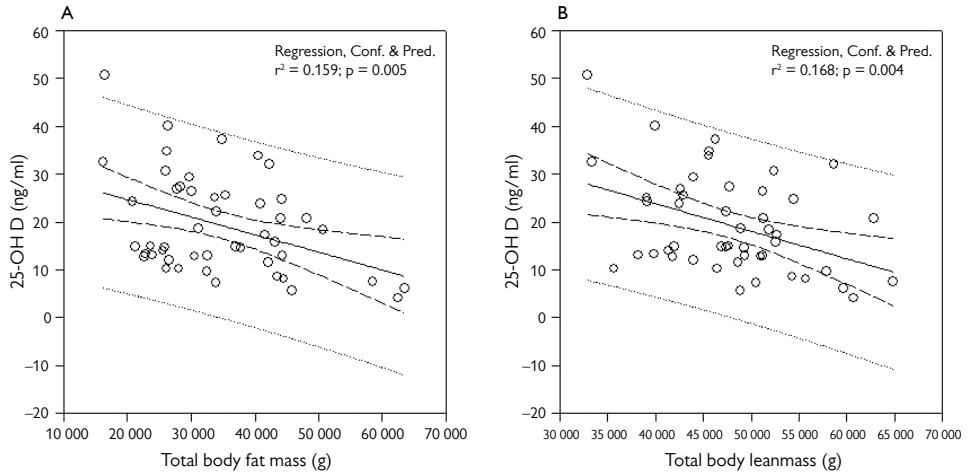 A
Regression, Conf. & Pred.
r² = 0.159; p = 0.005
25-OH D (ng/ml)
60
50
40
30
20
10
0
–10
–20
10 000 20 000 30 000 40 000 50 000 60 000 70 000
Total body fat mass (g)
B
Regression, Conf. & Pred.
r² = 0.168; p = 0.004
25-OH D (ng/ml)
60
50
40
30
20
10
0
–10
–20
30 000 35 000 40 000 45 000 50 000 55 000 60 000 65 000 70 000
Total body leanmass (g)